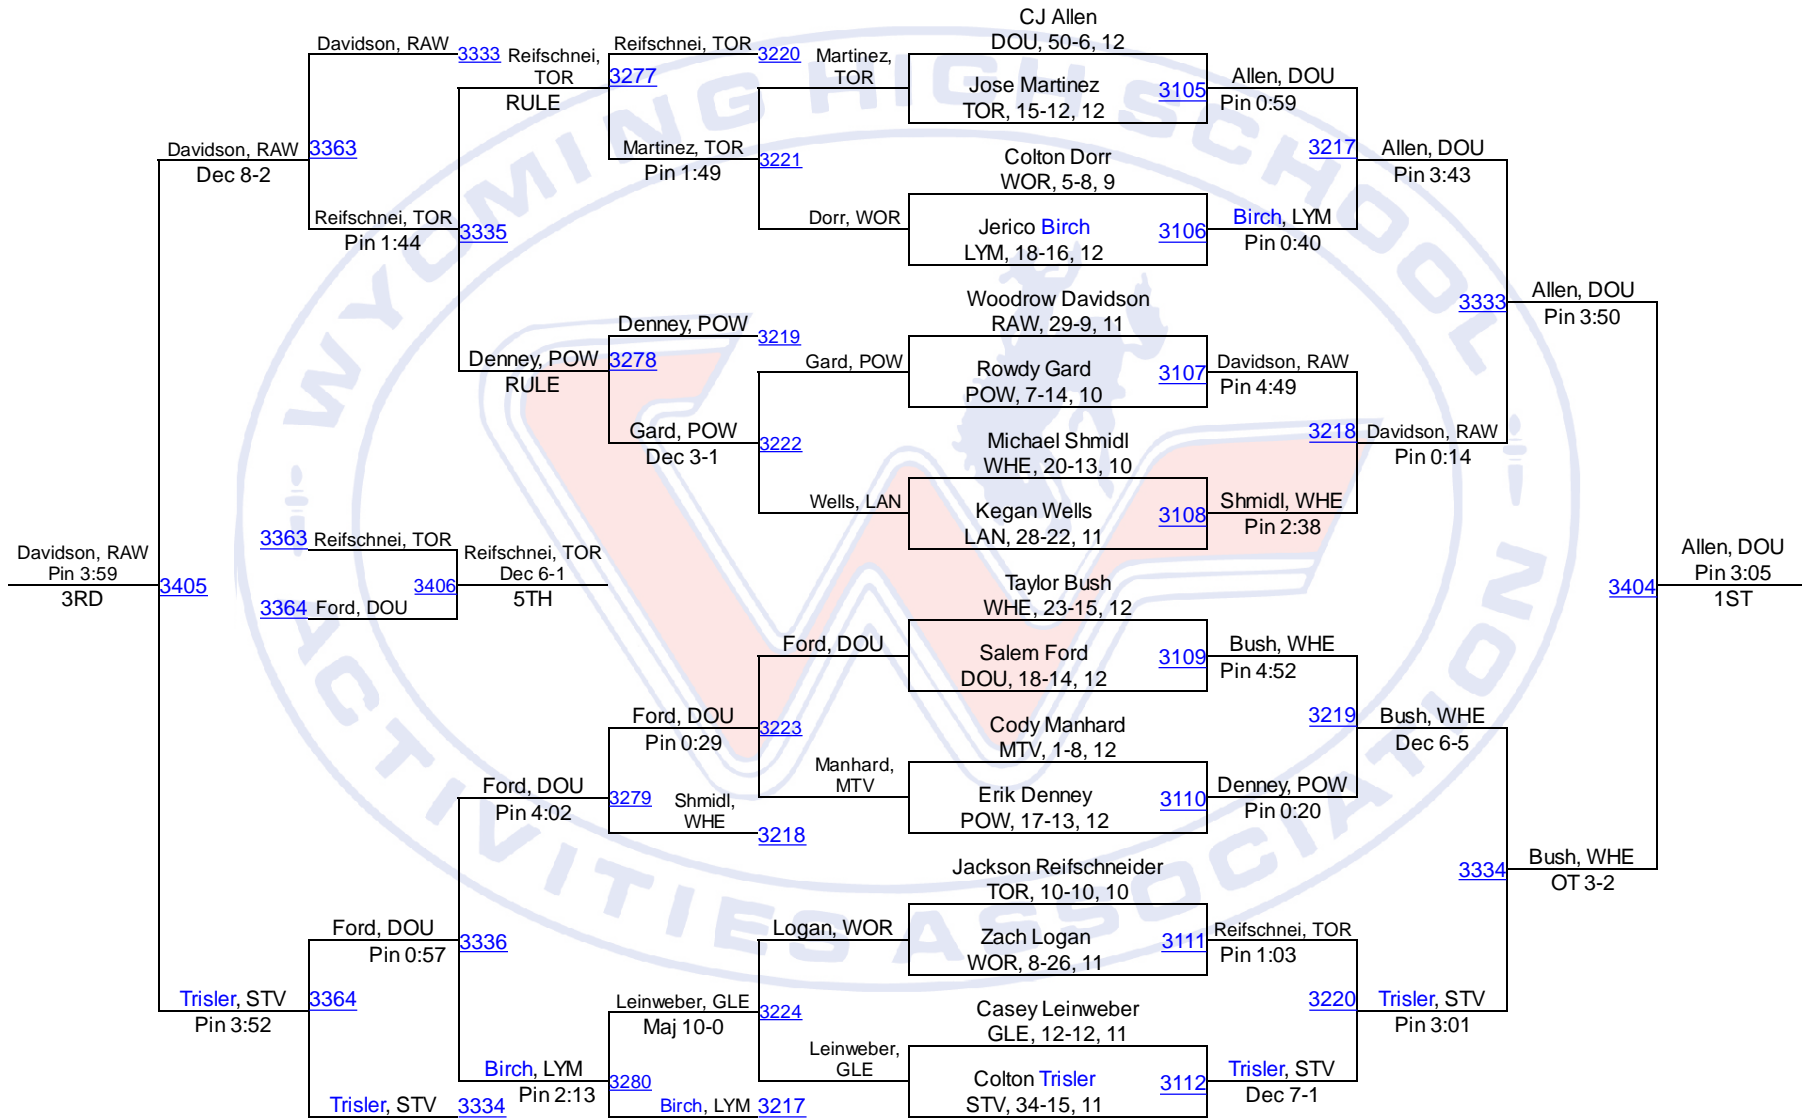 CJ Allen
DOU, 50-6, 12
Jose Martinez
TOR, 15-12, 12
3105
Colton Dorr
WOR, 5-8, 9
Jerico Birch
LYM, 18-16, 12
3106
Woodrow Davidson
RAW, 29-9, 11
Rowdy Gard
POW, 7-14, 10
3107
Michael Shmidl
WHE, 20-13, 10
Kegan Wells
LAN, 28-22, 11
3108
Taylor Bush
WHE, 23-15, 12
Salem Ford
DOU, 18-14, 12
3109
Cody Manhard
MTV, 1-8, 12
Erik Denney
POW, 17-13, 12
3110
Jackson Reifschneider
TOR, 10-10, 10
Zach Logan
WOR, 8-26, 11
3111
Casey Leinweber
GLE, 12-12, 11
Colton Trisler
STV, 34-15, 11
3112
Allen, DOU
Pin 0:59
3217
Birch, LYM
Pin 0:40
Davidson, RAW
Pin 4:49
3218
Shmidl, WHE
Pin 2:38
Bush, WHE
Pin 4:52
3219
Denney, POW
Pin 0:20
Reifschnei, TOR
Pin 1:03
3220
Trisler, STV
Dec 7-1
Allen, DOU
Pin 3:43
3333
Davidson, RAW
Pin 0:14
Bush, WHE
Dec 6-5
3334
Trisler, STV
Pin 3:01
Allen, DOU
Pin 3:50
3404
Bush, WHE
OT 3-2
Allen, DOU
Pin 3:05
1ST
Martinez,
TOR
3221
Dorr, WOR
Gard, POW
3222
Wells, LAN
Ford, DOU
3223
Manhard,
MTV
Logan, WOR
3224
Leinweber,
GLE
Reifschnei, TOR
3220
3277
Martinez, TOR
Pin 1:49
Denney, POW
3219
3278
Gard, POW
Dec 3-1
Ford, DOU
Pin 0:29
3279
Shmidl,
WHE
3218
Leinweber, GLE
Maj 10-0
3280
Birch, LYM
3217
Reifschnei,
TOR
RULE
3335
Denney, POW
RULE
Ford, DOU
Pin 4:02
3336
Birch, LYM
Pin 2:13
Davidson, RAW
3333
3363
Reifschnei, TOR
Pin 1:44
Ford, DOU
Pin 0:57
3364
Trisler, STV
3334
Davidson, RAW
Dec 8-2
3405
Trisler, STV
Pin 3:52
Davidson, RAW
Pin 3:59
3RD
3363
Reifschnei, TOR
3406
3364
Ford, DOU
Reifschnei, TOR
Dec 6-1
5TH
WYOMING HIGH SCHOOL
ACTIVITIES ASSOCIATION